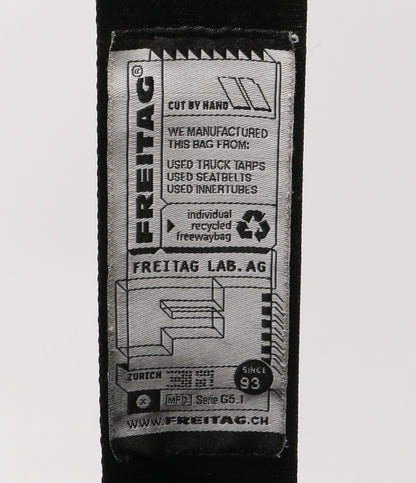 FREITAG®
CUT BY HAND
WE MANUFACTURED
THIS BAG FROM:
USED TRUCK TARPS
USED SEATBELTS
USED INNERTUBES
individual
recycled
freewaybag
FREITAG LAB.AG
ZURICH
SINCE
93
MFD. Serie G5.1
WWW.FREITAG.CH